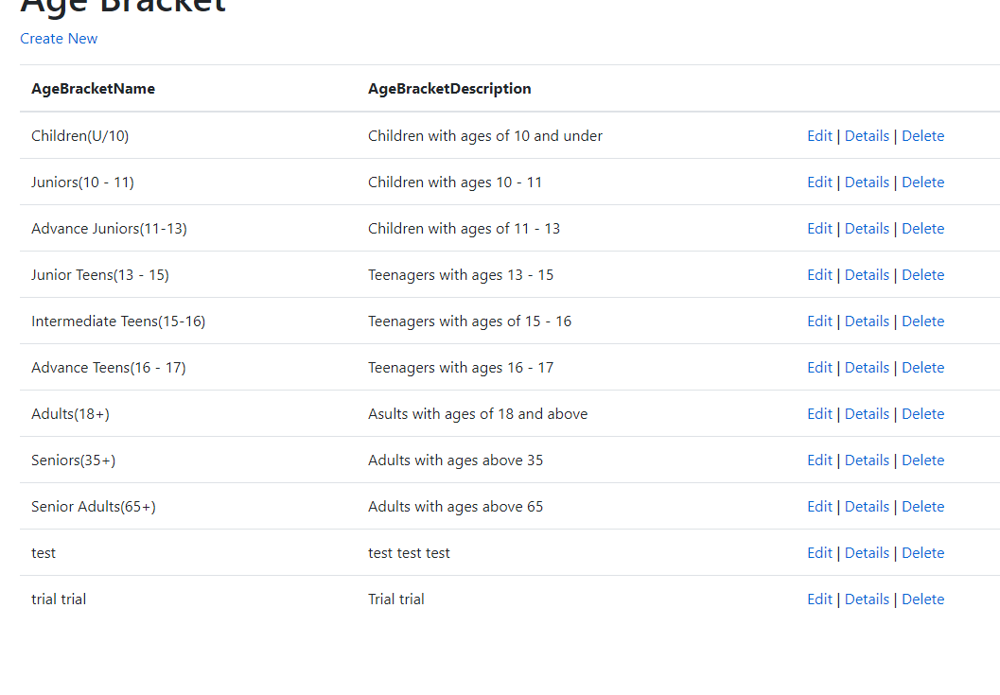 Age Bracket
Create New
AgeBracketName AgeBracketDescription
Children(U/10) Children with ages of 10 and under Edit | Details | Delete
Juniors(10 - 11) Children with ages 10 - 11 Edit | Details | Delete
Advance Juniors(11-13) Children with ages of 11 - 13 Edit | Details | Delete
Junior Teens(13 - 15) Teenagers with ages 13 - 15 Edit | Details | Delete
Intermediate Teens(15-16) Teenagers with ages of 15 - 16 Edit | Details | Delete
Advance Teens(16 - 17) Teenagers with ages 16 - 17 Edit | Details | Delete
Adults(18+) Asults with ages of 18 and above Edit | Details | Delete
Seniors(35+) Adults with ages above 35 Edit | Details | Delete
Senior Adults(65+) Adults with ages above 65 Edit | Details | Delete
test test test test Edit | Details | Delete
trial trial Trial trial Edit | Details | Delete